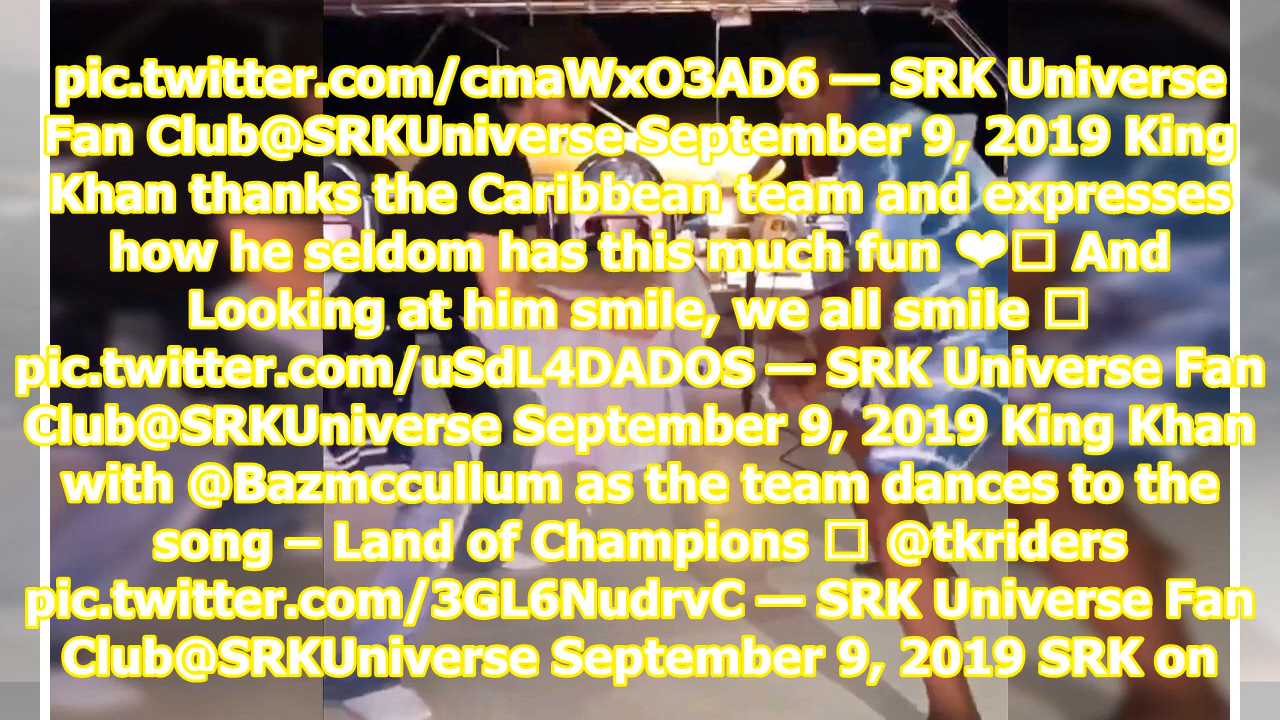 pic.twitter.com/cmaWxO3AD6 — SRK Universe
Fan Club@SRKUniverse September 9, 2019 King
Khan thanks the Caribbean team and expresses
how he seldom has this much fun ❤□ And
Looking at him smile, we all smile □
pic.twitter.com/uSdL4DADOS — SRK Universe Fan
Club@SRKUniverse September 9, 2019 King Khan
with @Bazmccullum as the team dances to the
song – Land of Champions □ @tkriders
pic.twitter.com/3GL6NudrvC — SRK Universe Fan
Club@SRKUniverse September 9, 2019 SRK on